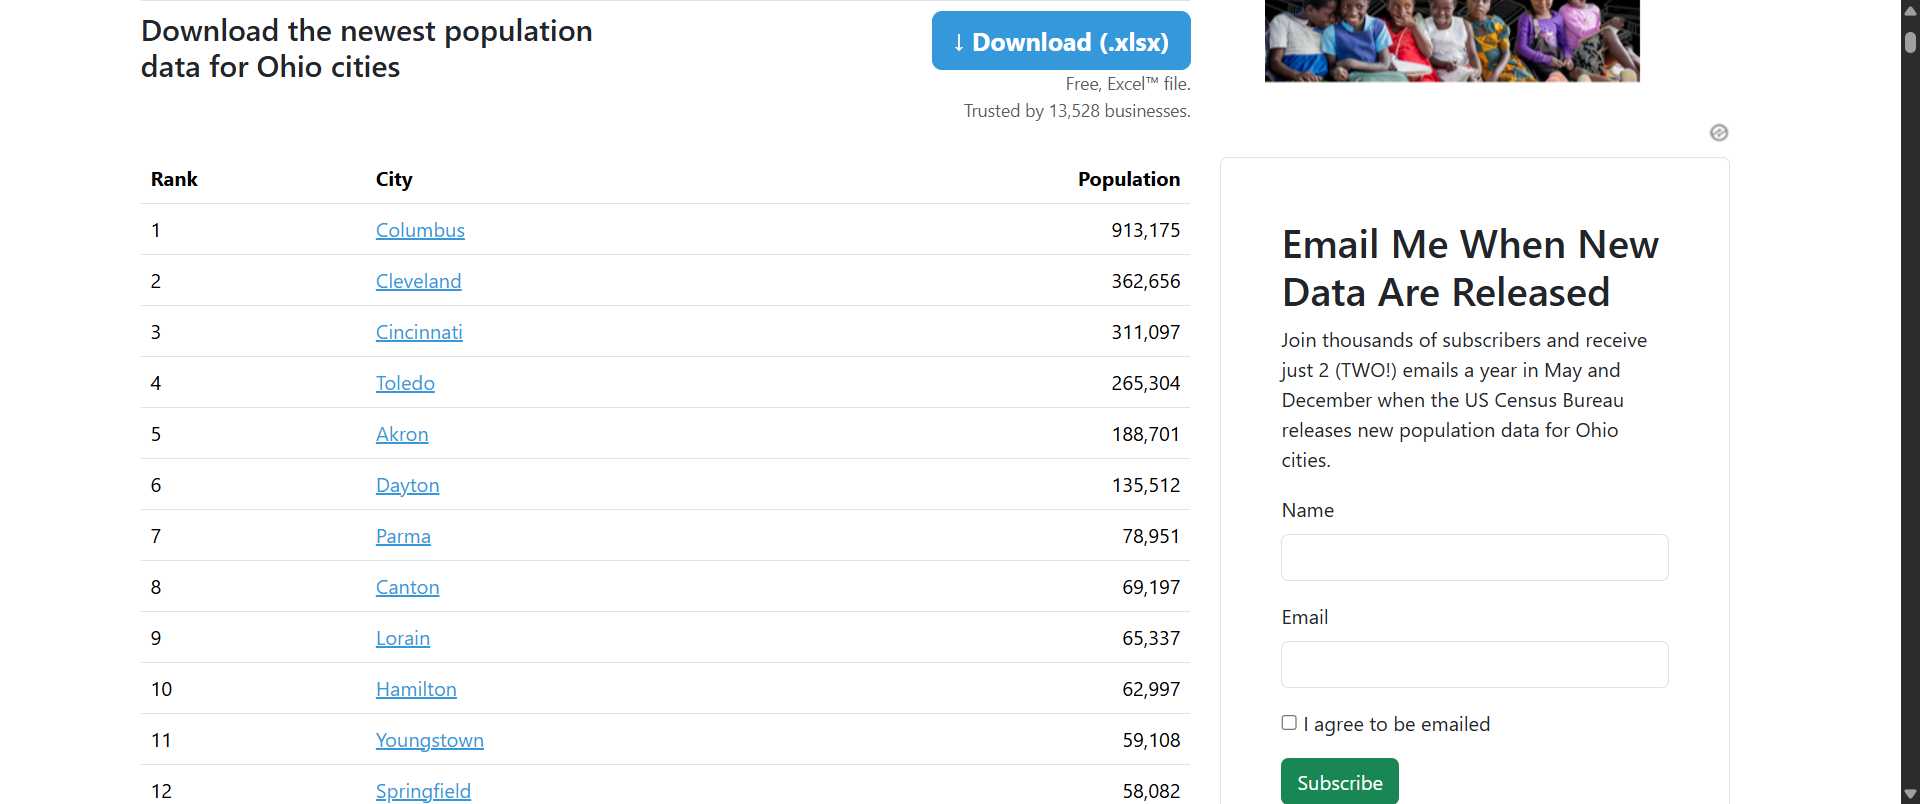 Download the newest population
data for Ohio cities
↓ Download (.xlsx)
Free, Excel™ file.
Trusted by 13,528 businesses.
Rank City Population
1 Columbus 913,175
2 Cleveland 362,656
3 Cincinnati 311,097
4 Toledo 265,304
5 Akron 188,701
6 Dayton 135,512
7 Parma 78,951
8 Canton 69,197
9 Lorain 65,337
10 Hamilton 62,997
11 Youngstown 59,108
12 Springfield 58,082
Email Me When New
Data Are Released
Join thousands of subscribers and receive
just 2 (TWO!) emails a year in May and
December when the US Census Bureau
releases new population data for Ohio
cities.
Name
Email
I agree to be emailed
Subscribe